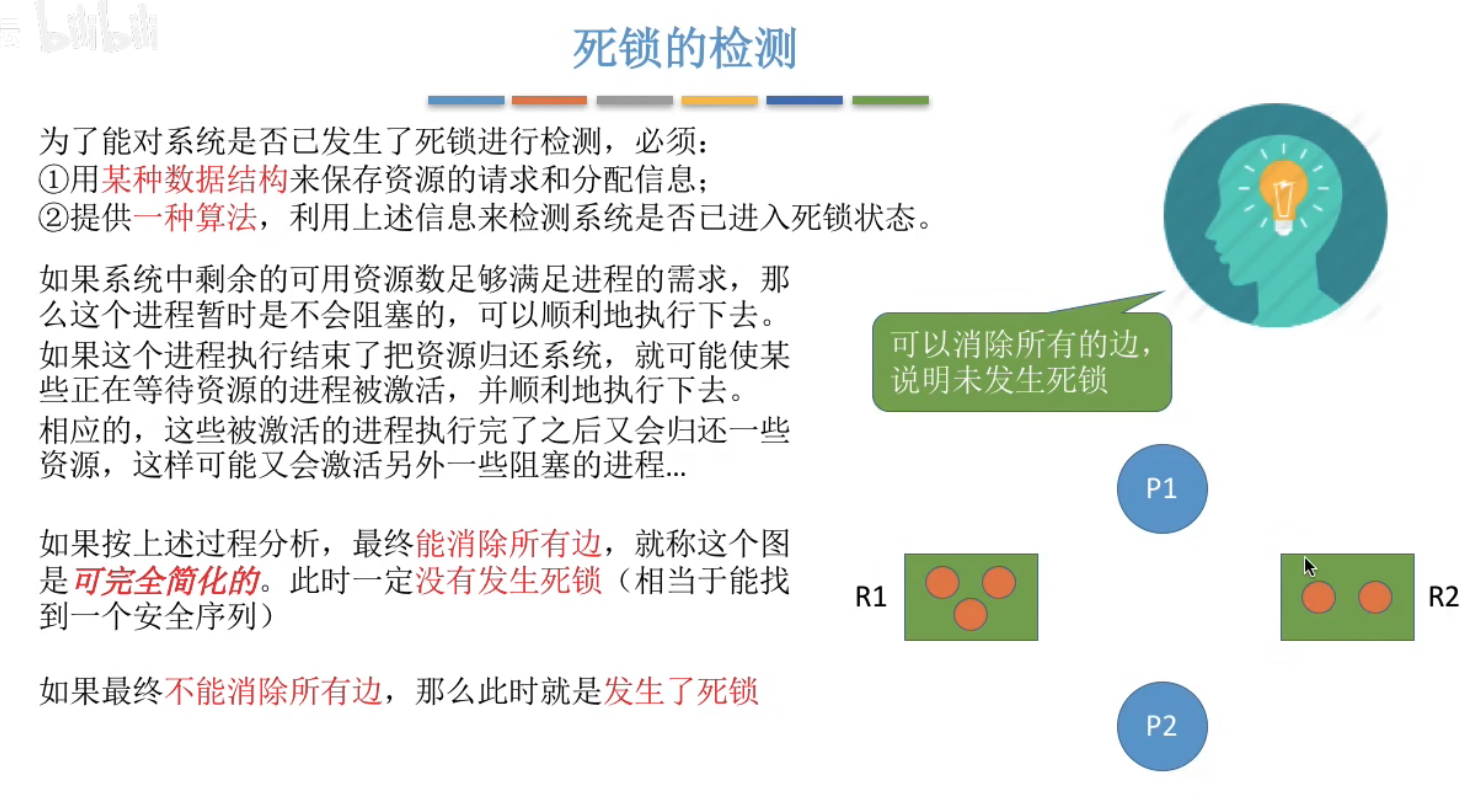 bilibili
死锁的检测
为了能对系统是否已发生了死锁进行检测，必须：
①用某种数据结构来保存资源的请求和分配信息；
②提供一种算法，利用上述信息来检测系统是否已进入死锁状态。
如果系统中剩余的可用资源数足够满足进程的需求，那
么这个进程暂时是不会阻塞的，可以顺利地执行下去。
如果这个进程执行结束了把资源归还系统，就可能使某
些正在等待资源的进程被激活，并顺利地执行下去。
相应的，这些被激活的进程执行完了之后又会归还一些
资源，这样可能又会激活另外一些阻塞的进程...
如果按上述过程分析，最终能消除所有边，就称这个图
是可完全简化的。此时一定没有发生死锁（相当于能找
到一个安全序列）
如果最终不能消除所有边，那么此时就是发生了死锁
可以消除所有的边，
说明未发生死锁
P1
R1
R2
P2